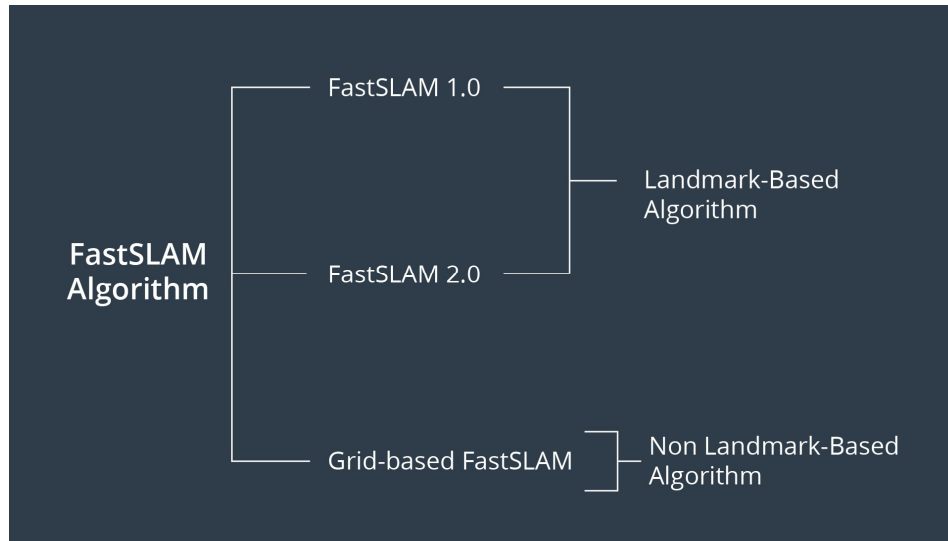 FastSLAM 1.0
Landmark-Based
Algorithm
FastSLAM
Algorithm
FastSLAM 2.0
Grid-based FastSLAM
Non Landmark-Based
Algorithm